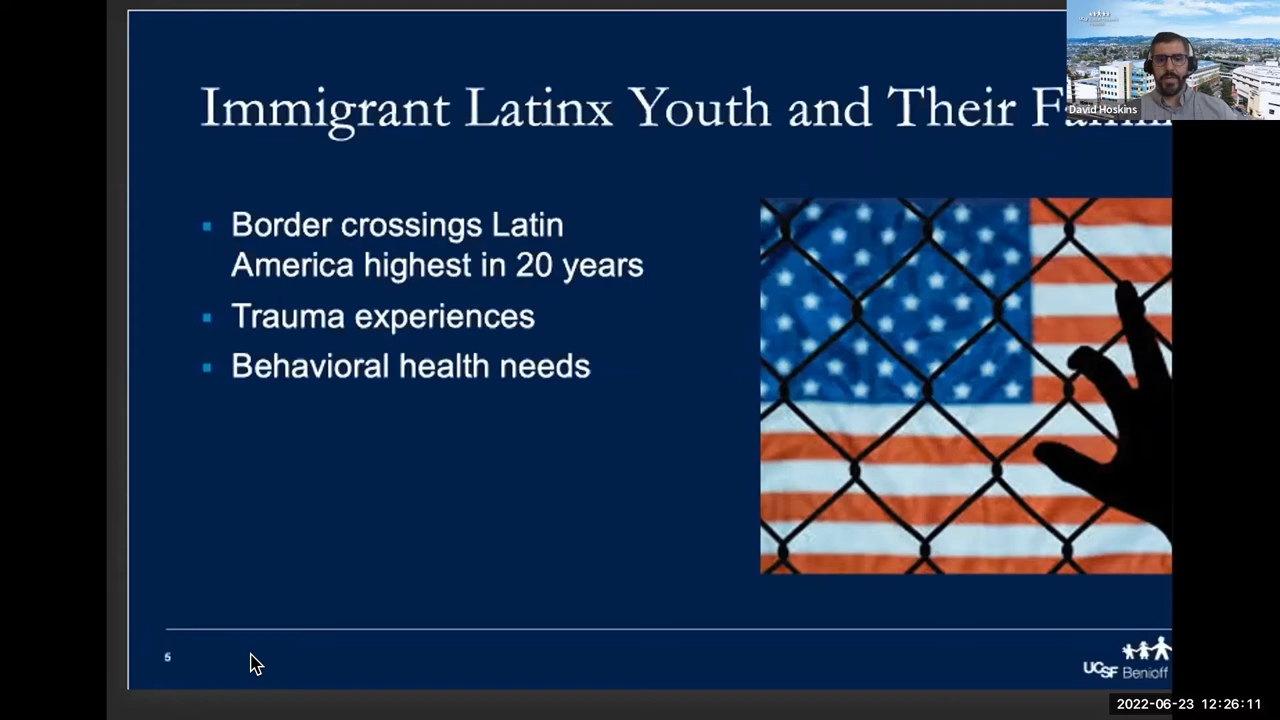 Immigrant Latinx Youth and Their
David Hoskins
Border crossings Latin
America highest in 20 years
Trauma experiences
Behavioral health needs
5
UCSF Benioff
2022-06-23 12:26:11